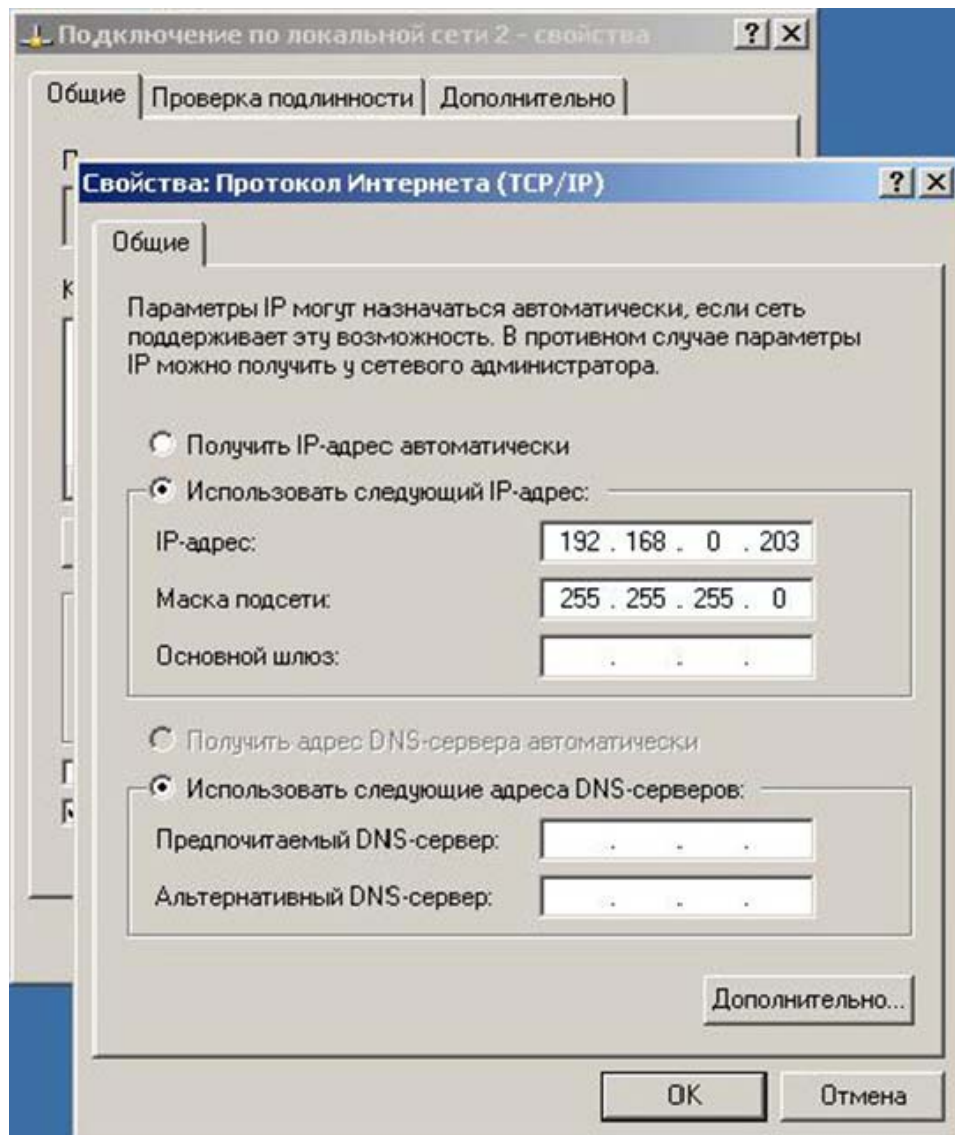 Подключение по локальной сети 2 - свойства
Общие
Проверка подлинности
Дополнительно
П
К
Свойства: Протокол Интернета (TCP/IP)
Общие
Параметры IP могут назначаться автоматически, если сеть
поддерживает эту возможность. В противном случае параметры
IP можно получить у сетевого администратора.
Получить IP-адрес автоматически
Использовать следующий IP-адрес:
IP-адрес:
192 . 168 . 0 . 203
Маска подсети:
255 . 255 . 255 . 0
Основной шлюз:
. . .
Получить адрес DNS-сервера автоматически
Использовать следующие адреса DNS-серверов:
Предпочитаемый DNS-сервер:
. . .
Альтернативный DNS-сервер:
. . .
Дополнительно...
OK
Отмена